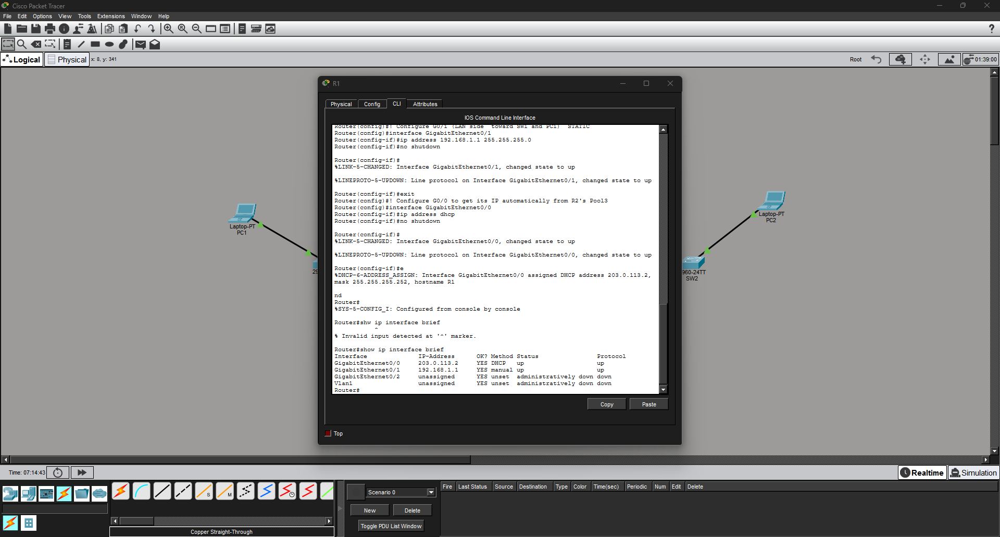 Cisco Packet Tracer
File Edit Options View Tools Extensions Window Help
Logical Physical x: 8, y: 341 Root 01:39:00
R1
Physical Config CLI Attributes
IOS Command Line Interface
Router(config)#! Configure G0/1 (LAN side  toward SW1 and PC1)  STATIC
Router(config)#interface GigabitEthernet0/1
Router(config-if)#ip address 192.168.1.1 255.255.255.0
Router(config-if)#no shutdown
Router(config-if)#
%LINK-5-CHANGED: Interface GigabitEthernet0/1, changed state to up
%LINEPROTO-5-UPDOWN: Line protocol on Interface GigabitEthernet0/1, changed state to up
Router(config-if)#exit
Router(config)#! Configure G0/0 to get its IP automatically from R2's Pool3
Router(config)#interface GigabitEthernet0/0
Router(config-if)#ip address dhcp
Router(config-if)#no shutdown
Router(config-if)#
%LINK-5-CHANGED: Interface GigabitEthernet0/0, changed state to up
%LINEPROTO-5-UPDOWN: Line protocol on Interface GigabitEthernet0/0, changed state to up
Router(config-if)#e
%DHCP-6-ADDRESS_ASSIGN: Interface GigabitEthernet0/0 assigned DHCP address 203.0.113.2,
mask 255.255.255.252, hostname R1
nd
Router#
%SYS-5-CONFIG_I: Configured from console by console
Router#shw ip interface brief
^
% Invalid input detected at '^' marker.
Router#show ip interface brief
Interface IP-Address OK? Method Status Protocol
GigabitEthernet0/0 203.0.113.2 YES DHCP up up
GigabitEthernet0/1 192.168.1.1 YES manual up up
GigabitEthernet0/2 unassigned YES unset administratively down down
Vlan1 unassigned YES unset administratively down down
Router#
Copy Paste
Top
Laptop-PT
PC1
29
Laptop-PT
PC2
960-24TT
SW2
Time: 07:14:43
Realtime Simulation
S M
Copper Straight-Through
Scenario 0
New Delete
Toggle PDU List Window
Fire Last Status Source Destination Type Color Time(sec) Periodic Num Edit Delete